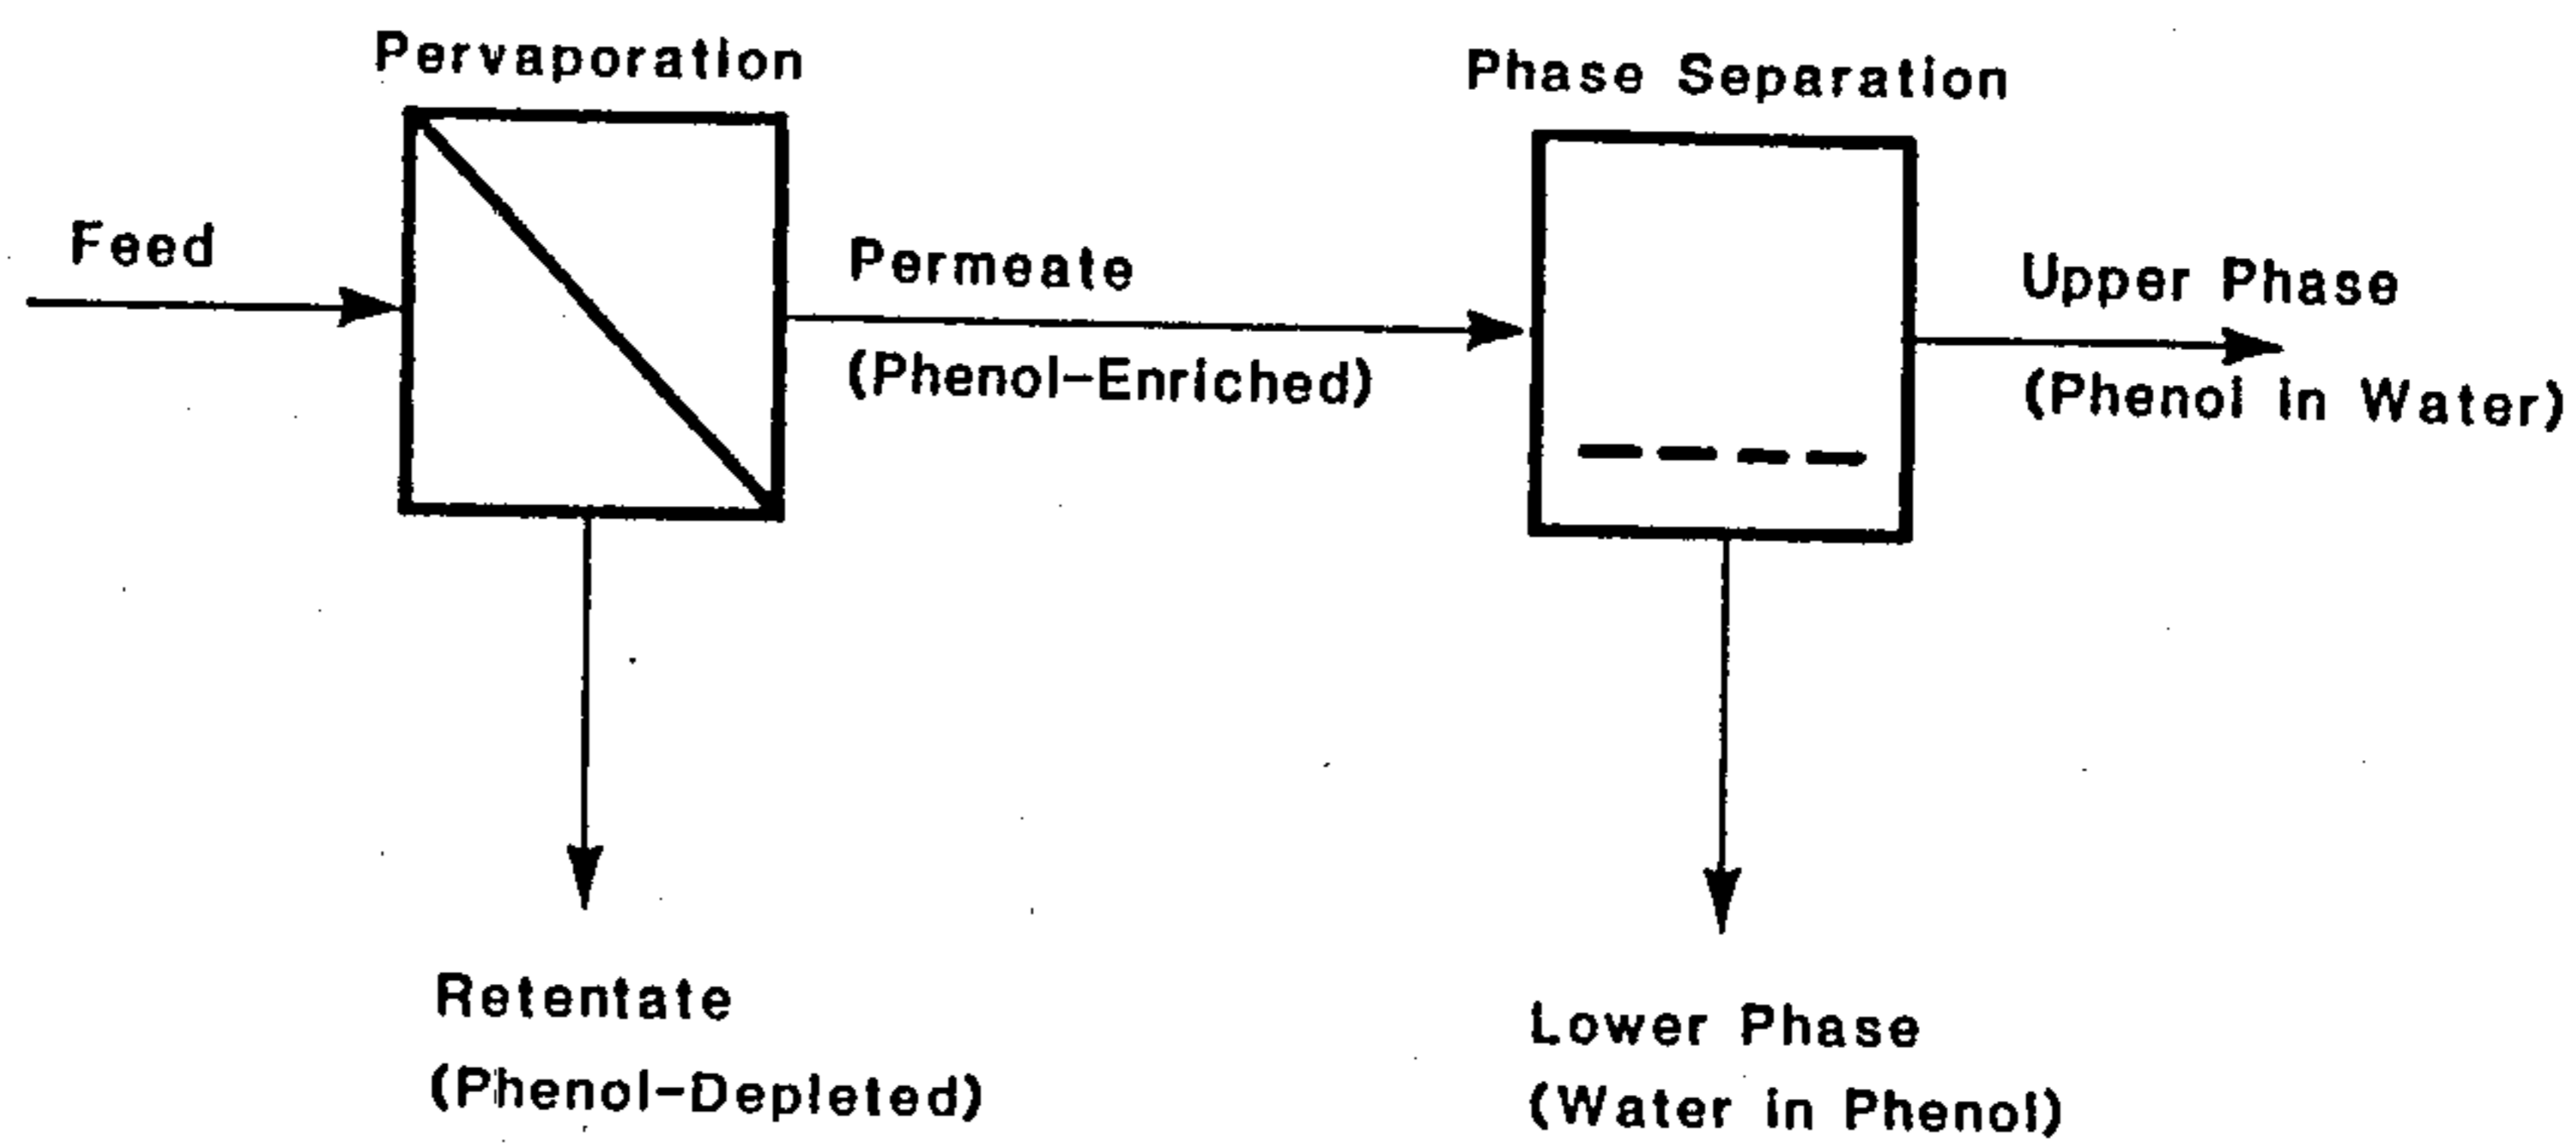 Pervaporation
Phase Separation
Feed
Permeate
(Phenol-Enriched)
Upper Phase
(Phenol in Water)
Retentate
(Phenol-Depleted)
Lower Phase
(Water in Phenol)